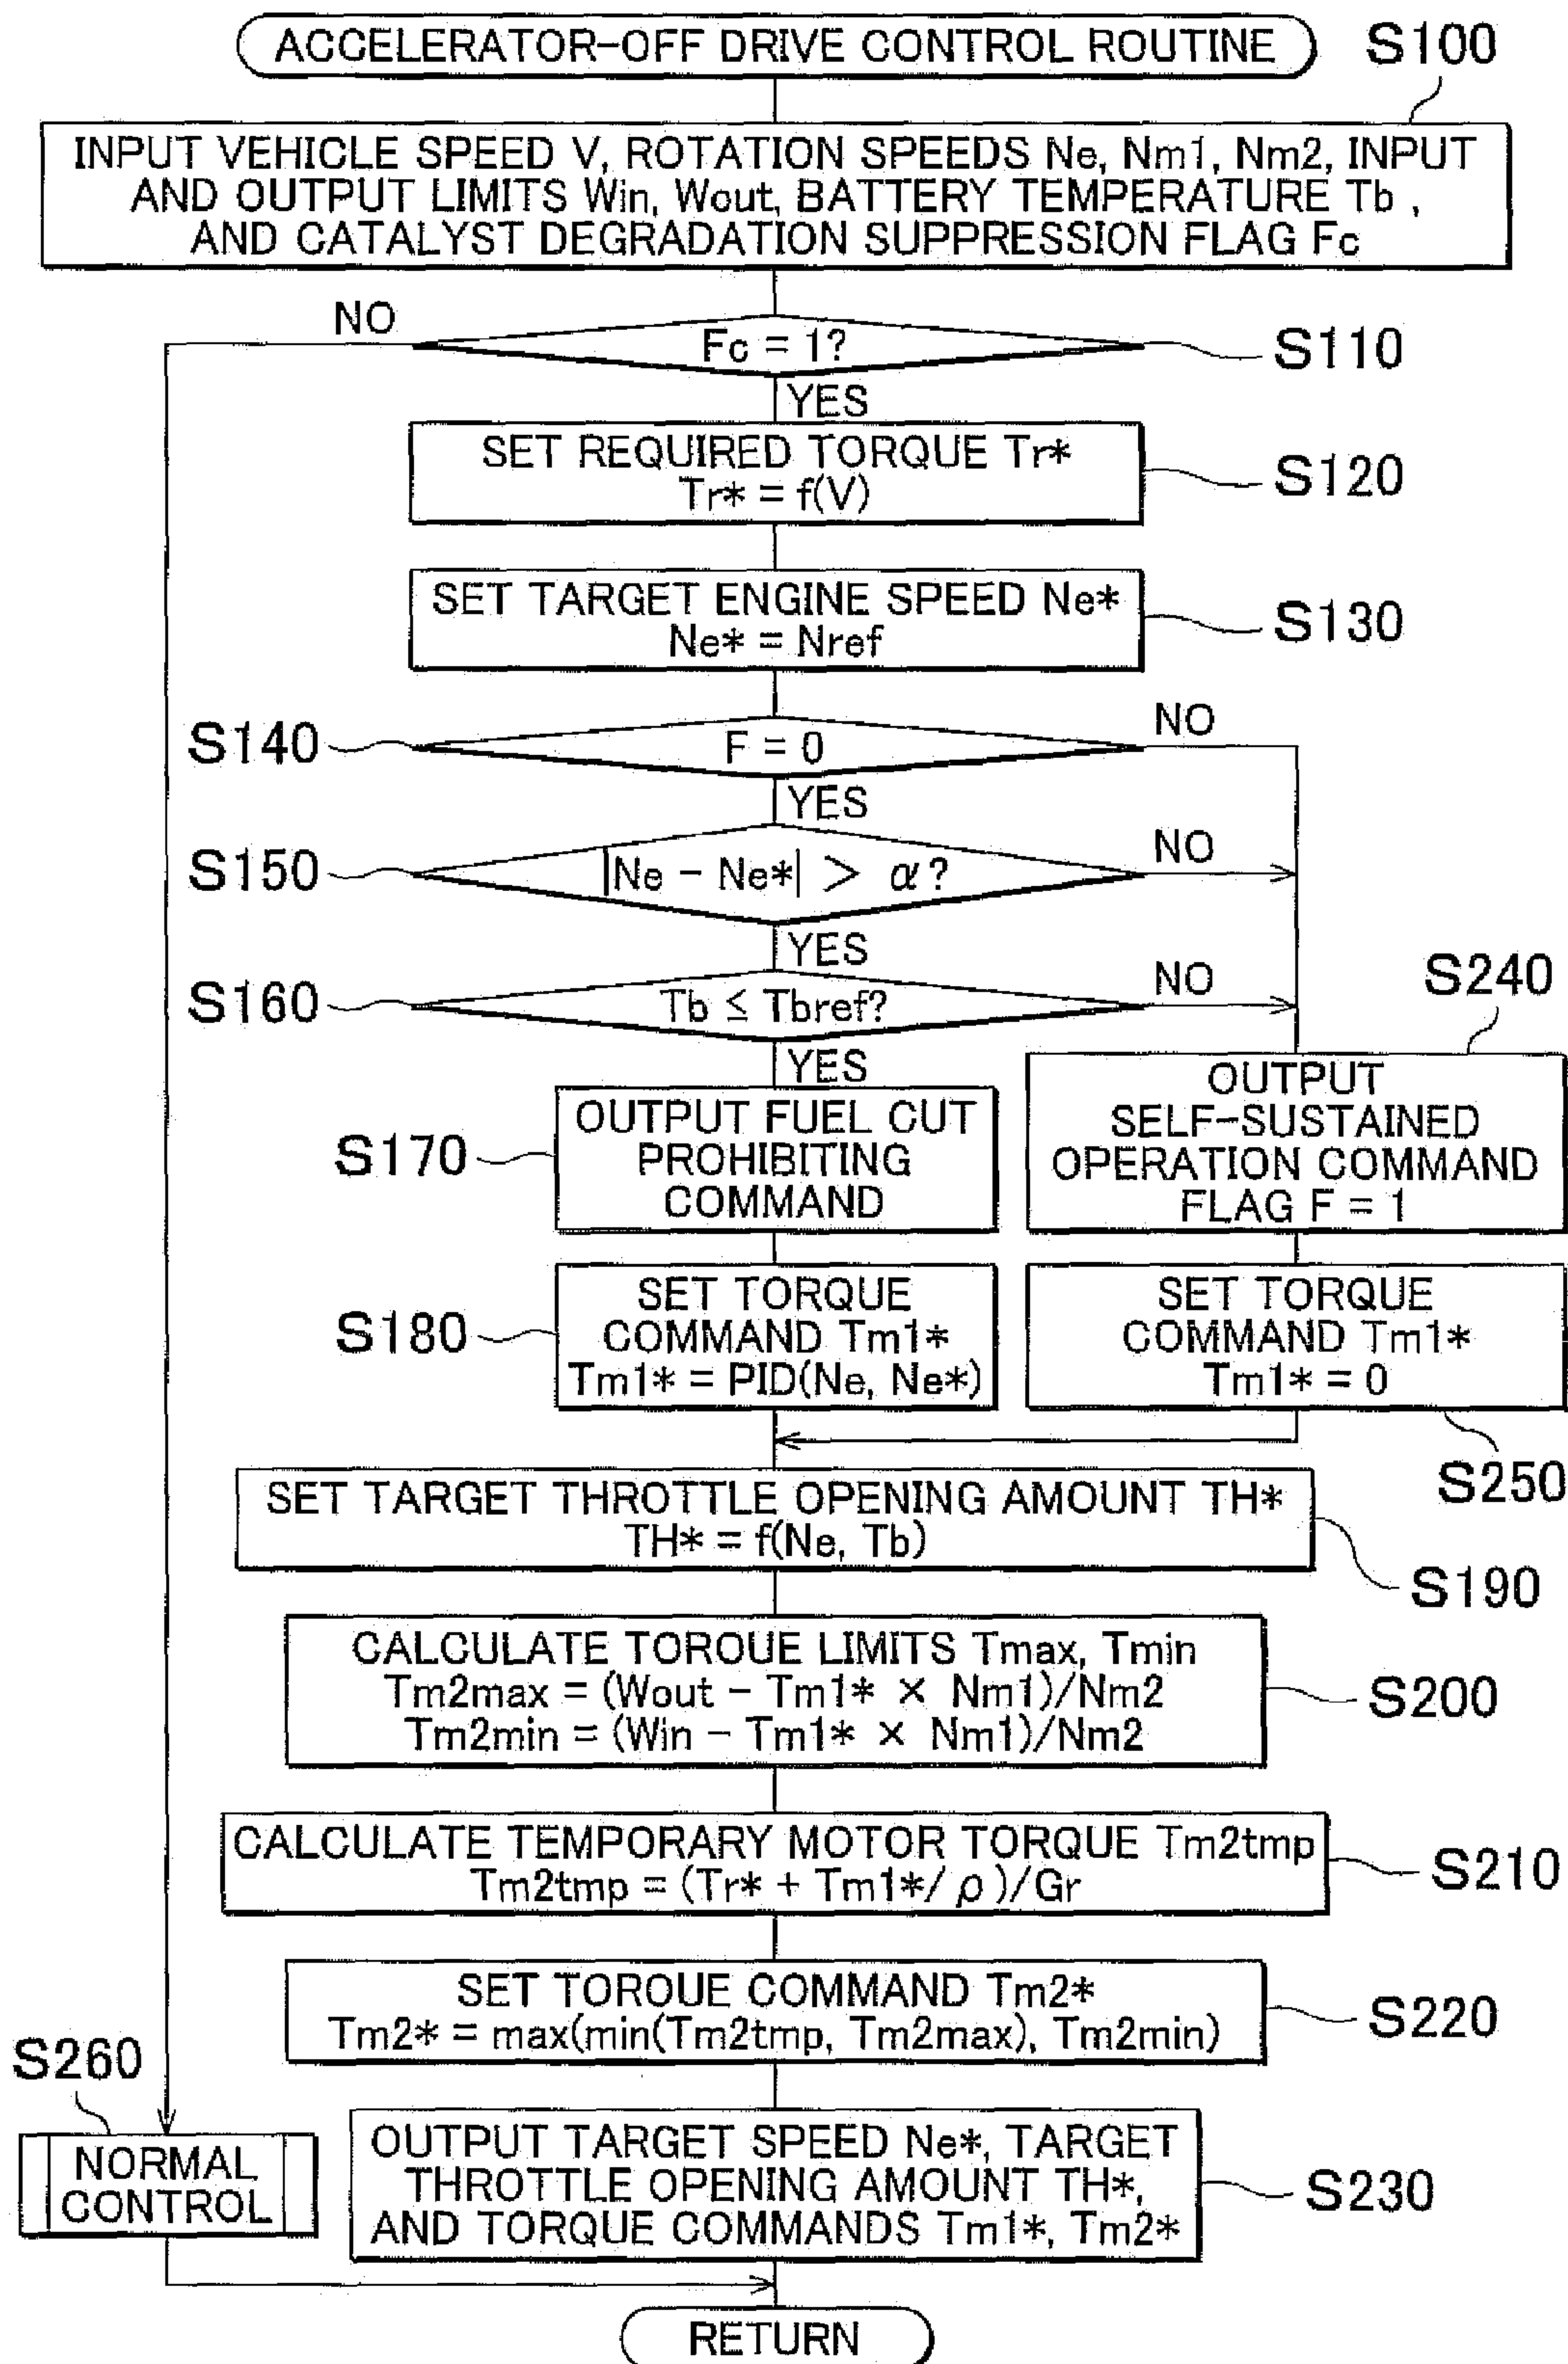 ACCELERATOR-OFF DRIVE CONTROL ROUTINE
S100
INPUT VEHICLE SPEED V, ROTATION SPEEDS Ne, Nm1, Nm2, INPUT
AND OUTPUT LIMITS Win, Wout, BATTERY TEMPERATURE Tb ,
AND CATALYST DEGRADATION SUPPRESSION FLAG Fc
NO
Fc = 1?
S110
YES
SET REQUIRED TORQUE Tr*
Tr* = f(V)
S120
SET TARGET ENGINE SPEED Ne*
Ne* = Nref
S130
S140
F = 0
NO
YES
S150
|Ne - Ne*| > α?
NO
YES
S160
Tb ≤ Tbref?
NO
S240
YES
OUTPUT FUEL CUT
PROHIBITING
COMMAND
S170
OUTPUT
SELF-SUSTAINED
OPERATION COMMAND
FLAG F = 1
S180
SET TORQUE
COMMAND Tm1*
Tm1* = PID(Ne, Ne*)
SET TORQUE
COMMAND Tm1*
Tm1* = 0
S250
SET TARGET THROTTLE OPENING AMOUNT TH*
TH* = f(Ne, Tb)
S190
CALCULATE TORQUE LIMITS Tmax, Tmin
Tm2max = (Wout - Tm1* × Nm1)/Nm2
Tm2min = (Win - Tm1* × Nm1)/Nm2
S200
CALCULATE TEMPORARY MOTOR TORQUE Tm2tmp
Tm2tmp = (Tr* + Tm1*/ρ)/Gr
S210
SET TORQUE COMMAND Tm2*
Tm2* = max(min(Tm2tmp, Tm2max), Tm2min)
S220
S260
NORMAL
CONTROL
OUTPUT TARGET SPEED Ne*, TARGET
THROTTLE OPENING AMOUNT TH*,
AND TORQUE COMMANDS Tm1*, Tm2*
S230
RETURN